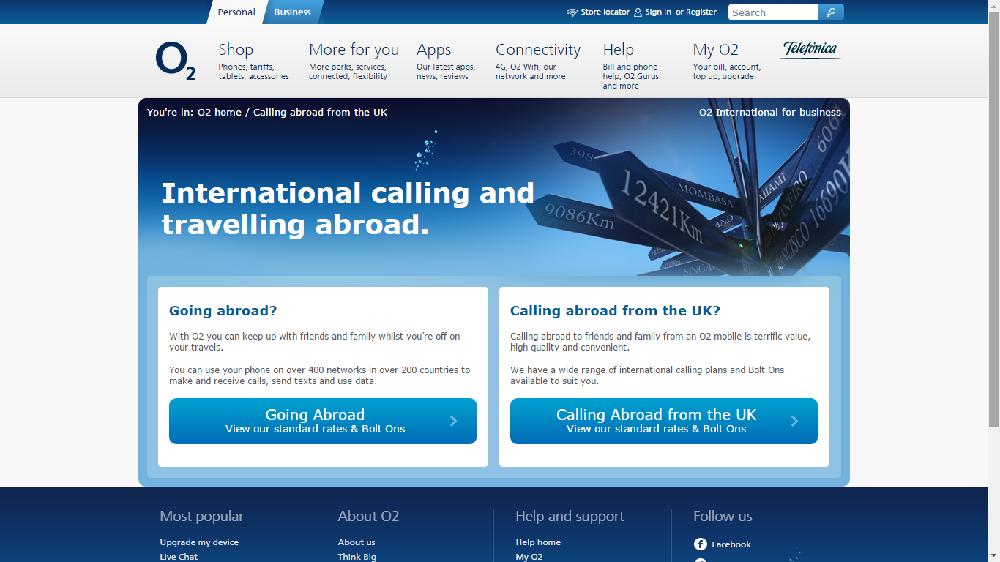 Personal
Business
Store locator
Sign in or Register
Search
O2
Shop
Phones, tariffs,
tablets, accessories
More for you
More perks, services,
connected, flexibility
Apps
Our latest apps,
news, reviews
Connectivity
4G, O2 Wifi, our
network and more
Help
Bill and phone
help, O2 Gurus
and more
My O2
Your bill, account,
top up, upgrade
Telefónica
You're in: O2 home / Calling abroad from the UK
O2 International for business
International calling and
travelling abroad.
398
6061
12421Km
MOMBASA
MIAMI
9086Km
16690K
JANEIRO
AND
FRANCISCO
SINGA
Going abroad?
With O2 you can keep up with friends and family whilst you’re off on
your travels.
You can use your phone on over 400 networks in over 200 countries to
make and receive calls, send texts and use data.
Going Abroad
View our standard rates & Bolt Ons
Calling abroad from the UK?
Calling abroad to friends and family from an O2 mobile is terrific value,
high quality and convenient.
We have a wide range of international calling plans and Bolt Ons
available to suit you.
Calling Abroad from the UK
View our standard rates & Bolt Ons
Most popular
Upgrade my device
Live Chat
About O2
About us
Think Big
Help and support
Help home
My O2
Follow us
Facebook